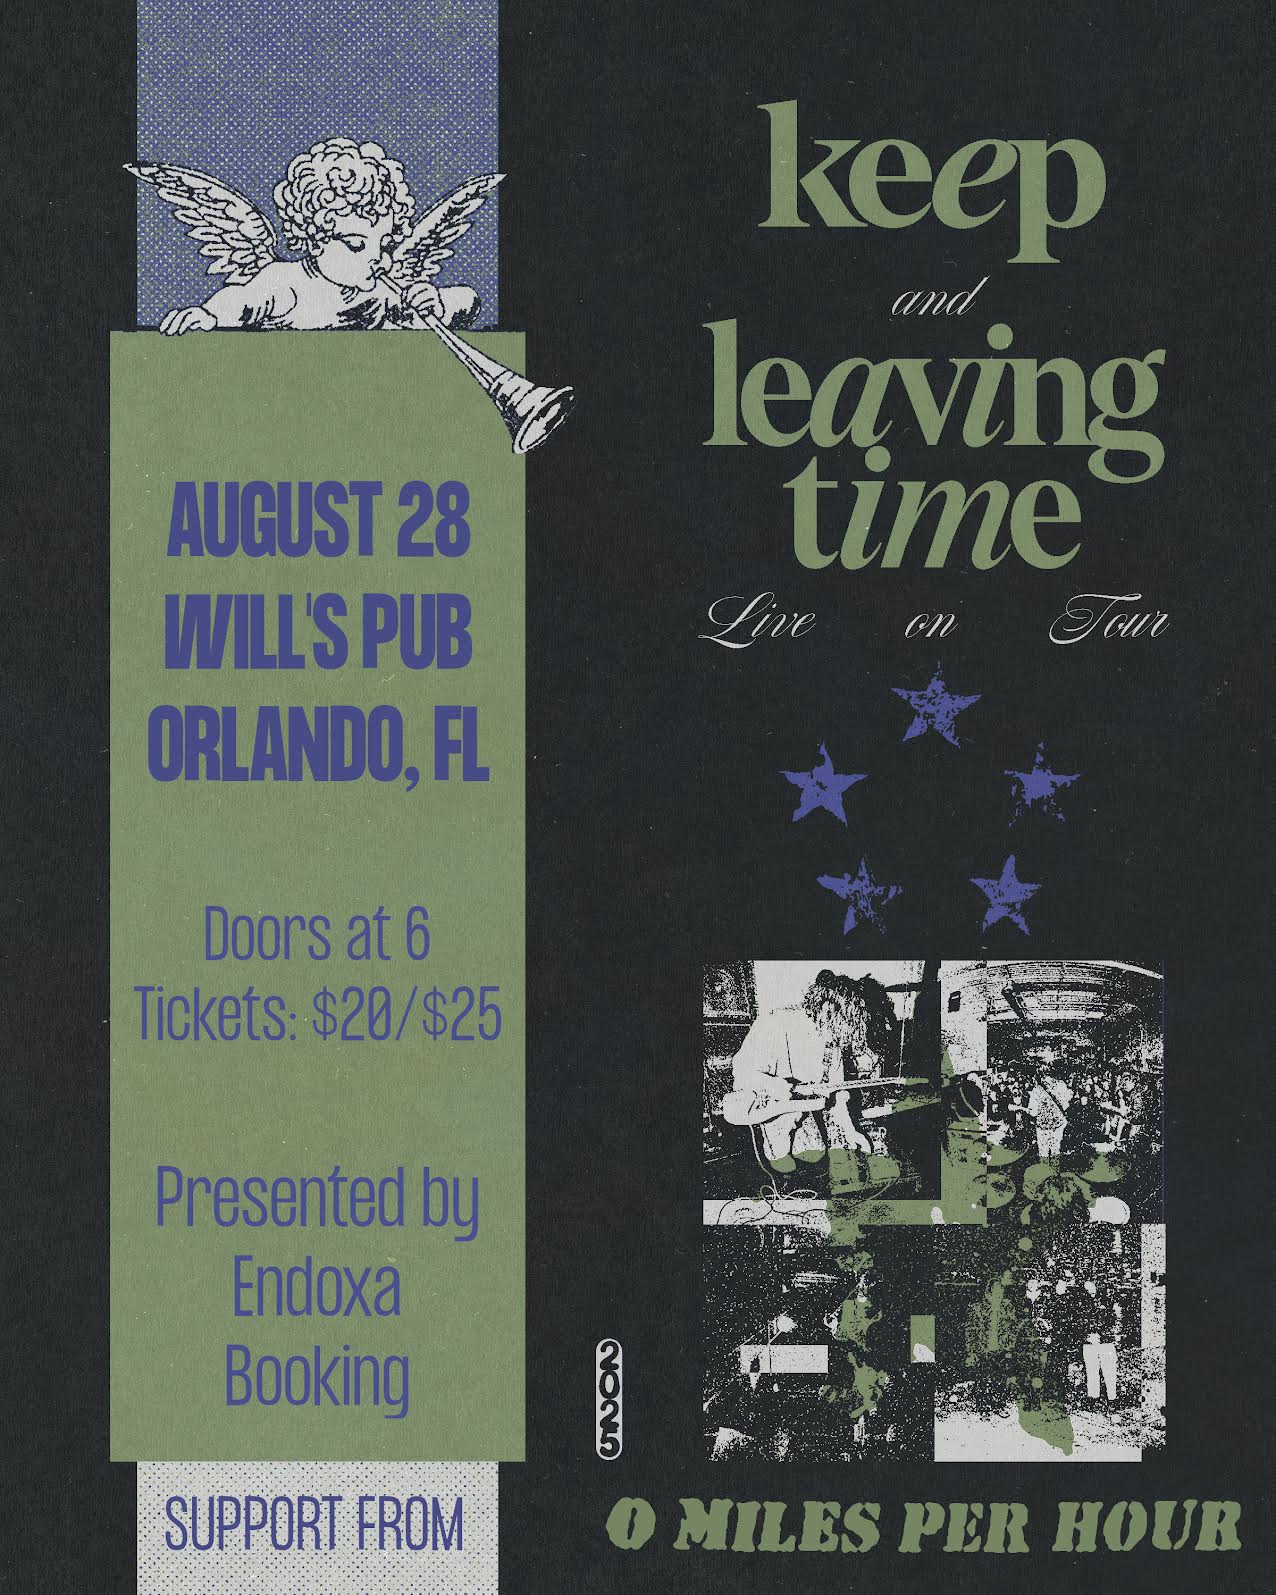 keep
and
leaving
time
Live on Tour
AUGUST 28
WILL'S PUB
ORLANDO, FL
Doors at 6
Tickets: $20/$25
Presented by
Endoxa
Booking
2025
SUPPORT FROM
0 MILES PER HOUR